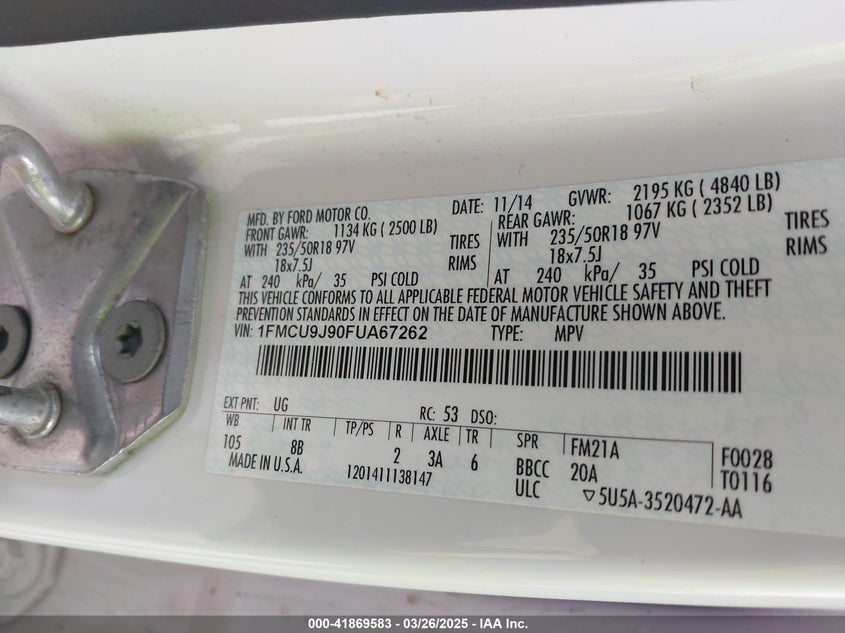 MFD. BY FORD MOTOR CO. DATE: 11/14 GVWR: 2195 KG ( 4840 LB)
FRONT GAWR: 1134 KG ( 2500 LB) REAR GAWR: 1067 KG ( 2352 LB)
WITH 235/50R18 97V TIRES WITH 235/50R18 97V TIRES
18x7.5J RIMS 18x7.5J RIMS
AT 240 kPa/ 35 PSI COLD AT 240 kPa/ 35 PSI COLD
THIS VEHICLE CONFORMS TO ALL APPLICABLE FEDERAL MOTOR VEHICLE SAFETY AND THEFT
PREVENTION STANDARDS IN EFFECT ON THE DATE OF MANUFACTURE SHOWN ABOVE.
VIN: 1FMCU9J90FUA67262 TYPE: MPV
EXT PNT: UG RC: 53 DSO:
WB INT TR TP/PS R AXLE TR SPR FM21A F0028
105 8B 2 3A 6 BBCC 20A T0116
MADE IN U.S.A. 1201411138147 ULC ▽5U5A-3520472-AA
000-41869583 / 03/26/2025 / IAA Inc.